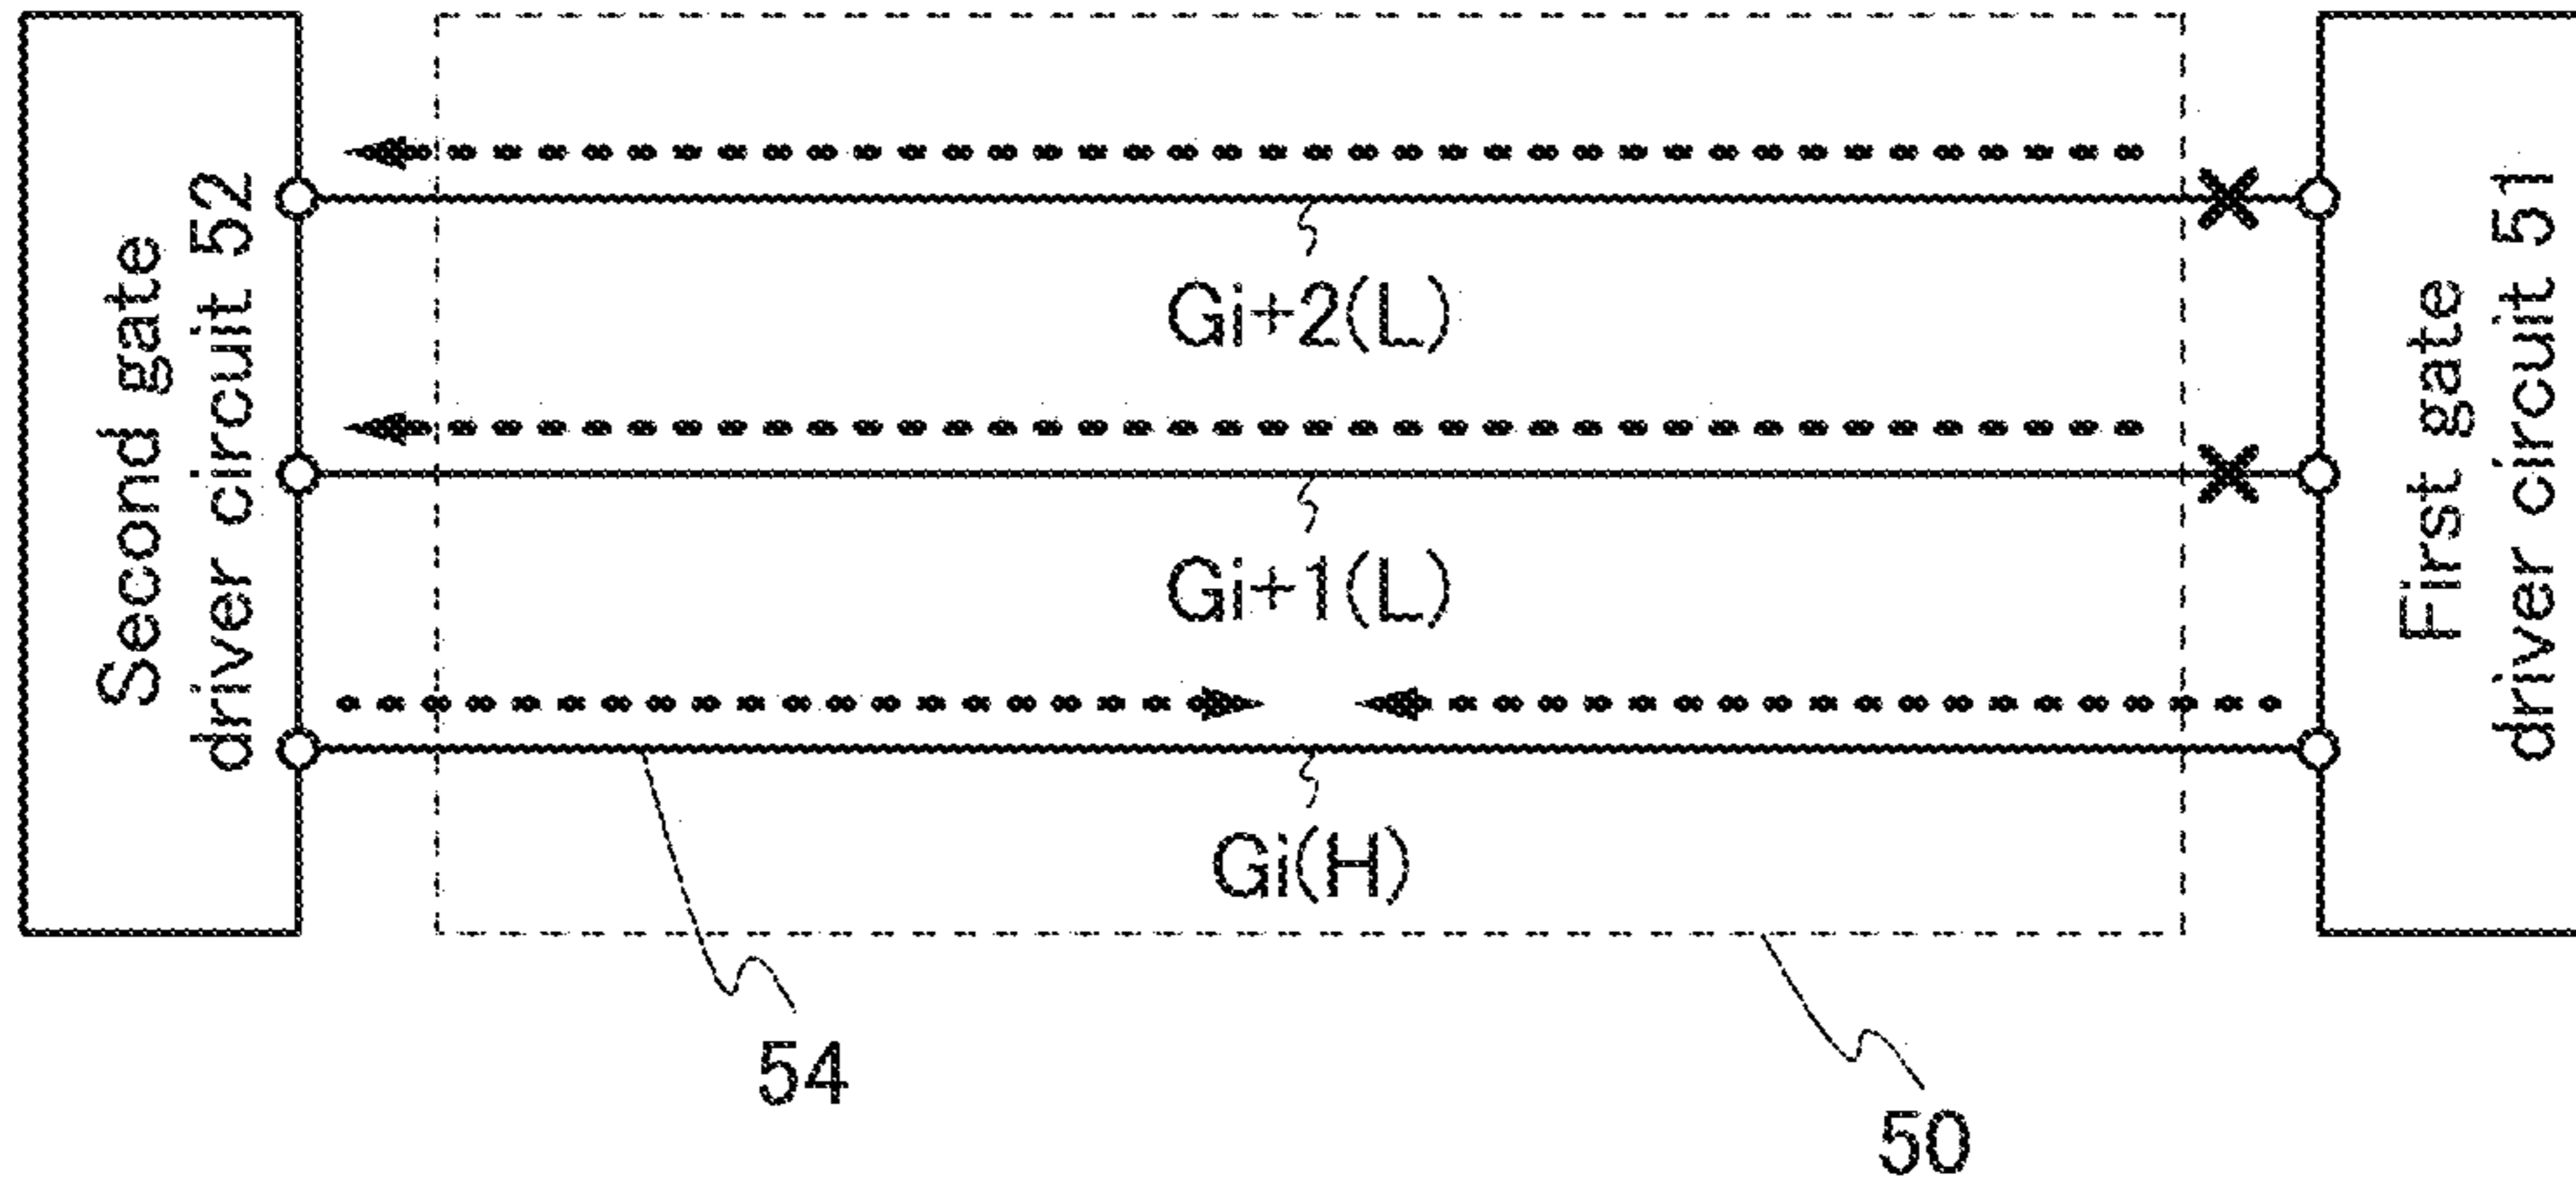 Second gate
driver circuit 52
Gi+2(L)
Gi+1(L)
Gi(H)
First gate
driver circuit 51
54
50